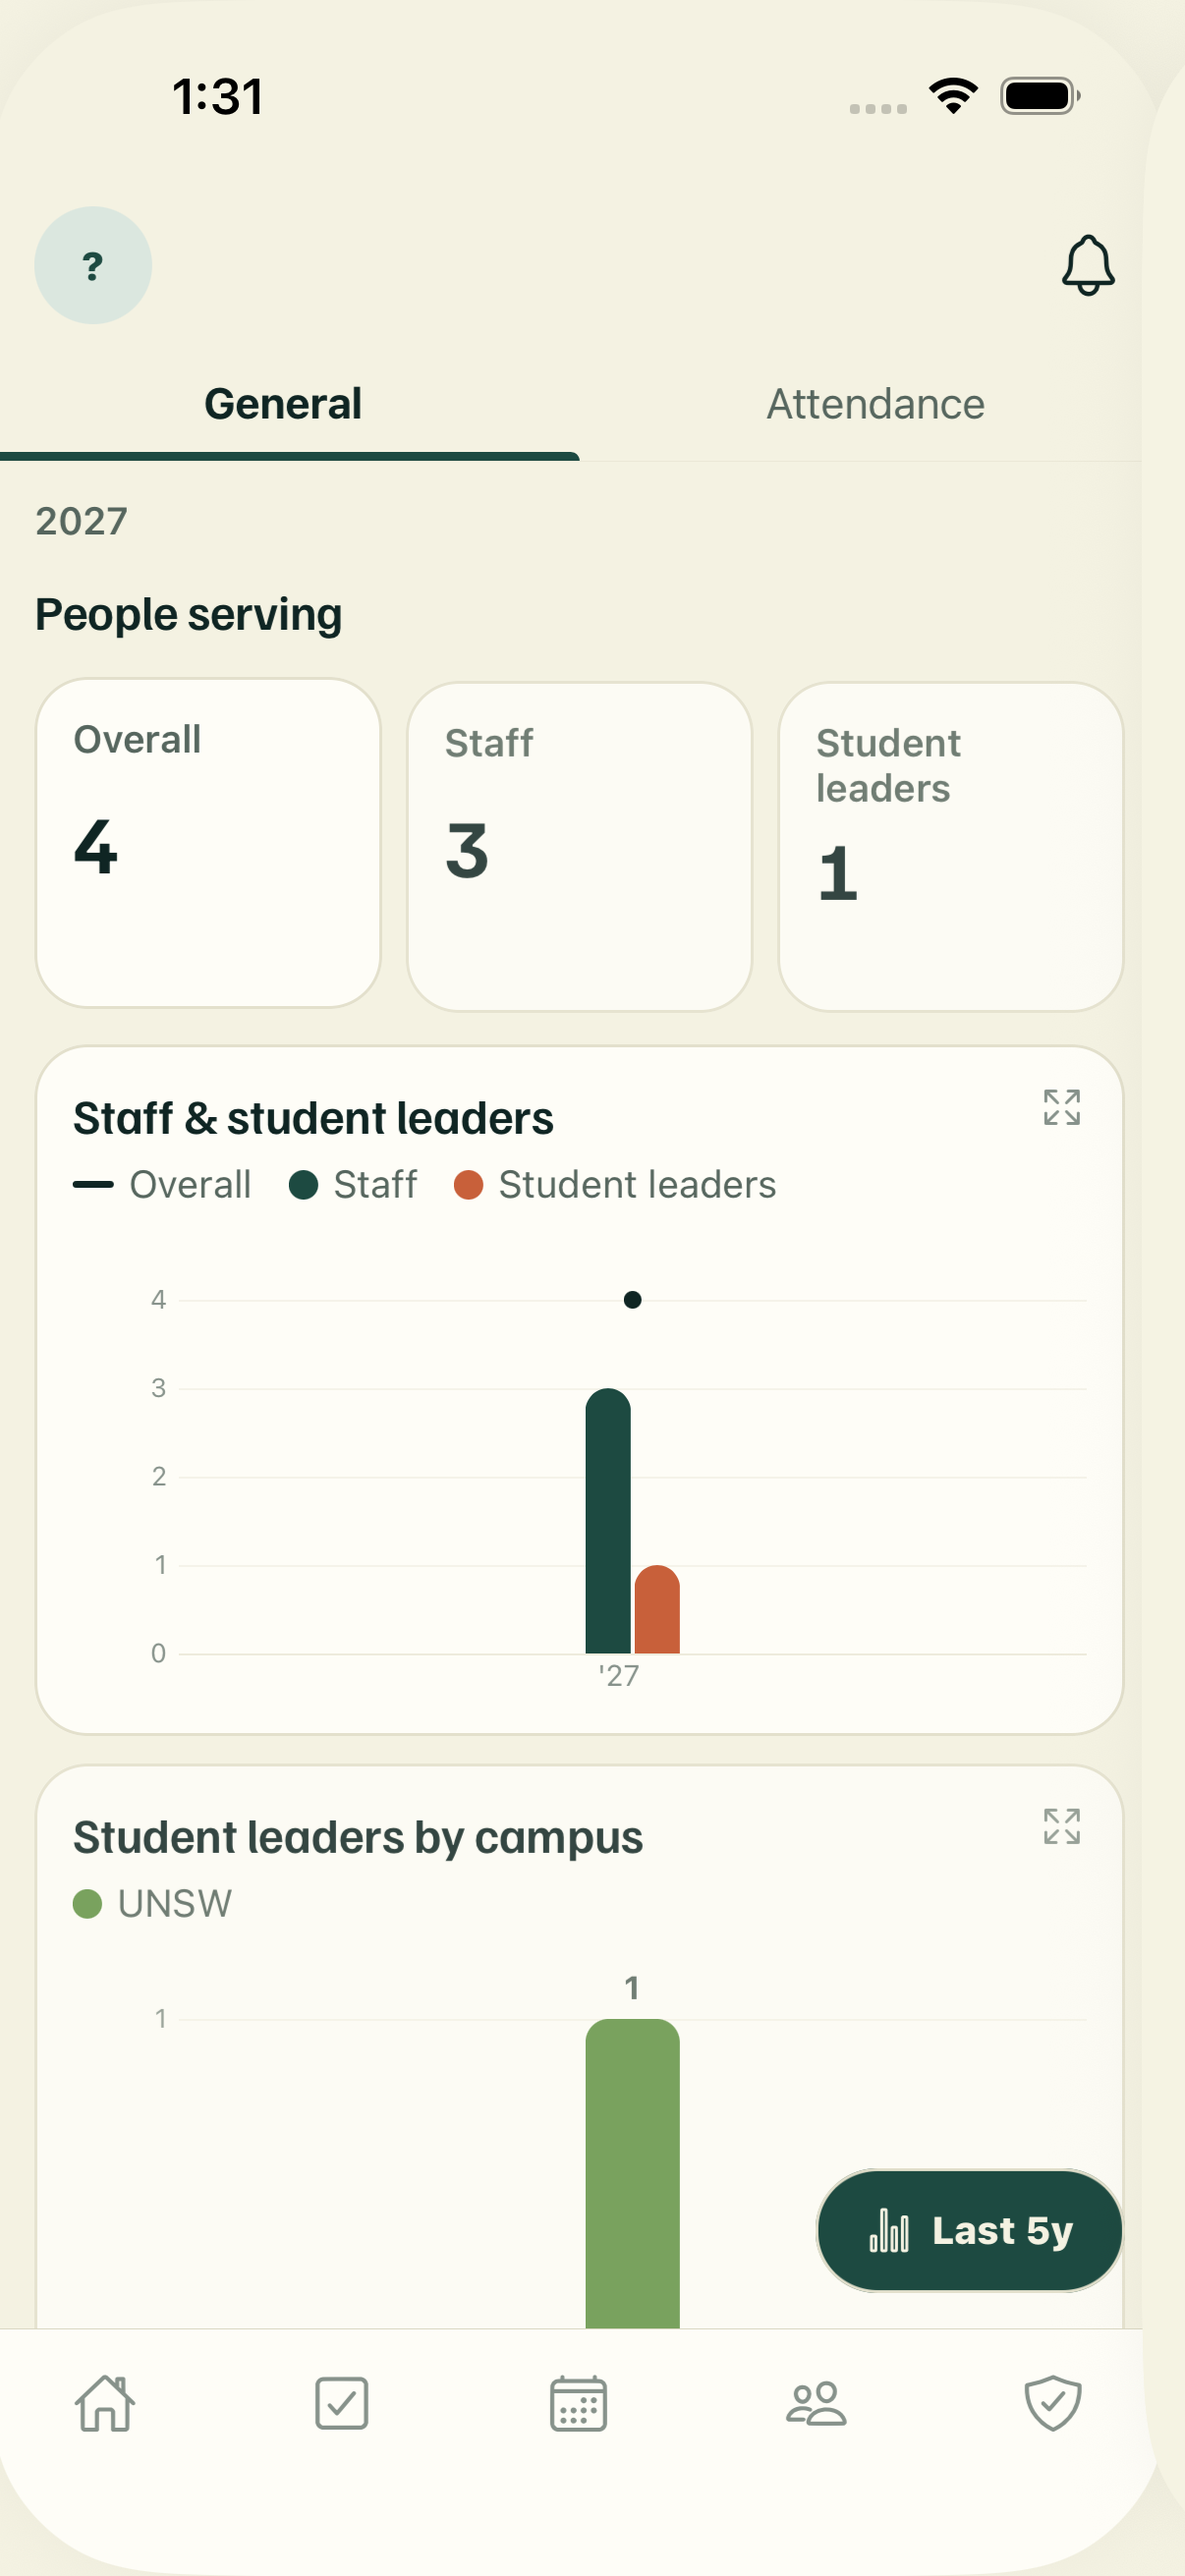 1:31
?
General
Attendance
2027
People serving
Overall
4
Staff
3
Student
leaders
1
Staff & student leaders
Overall
Staff
Student leaders
4
3
2
1
0
'27
Student leaders by campus
UNSW
1
1
Last 5y